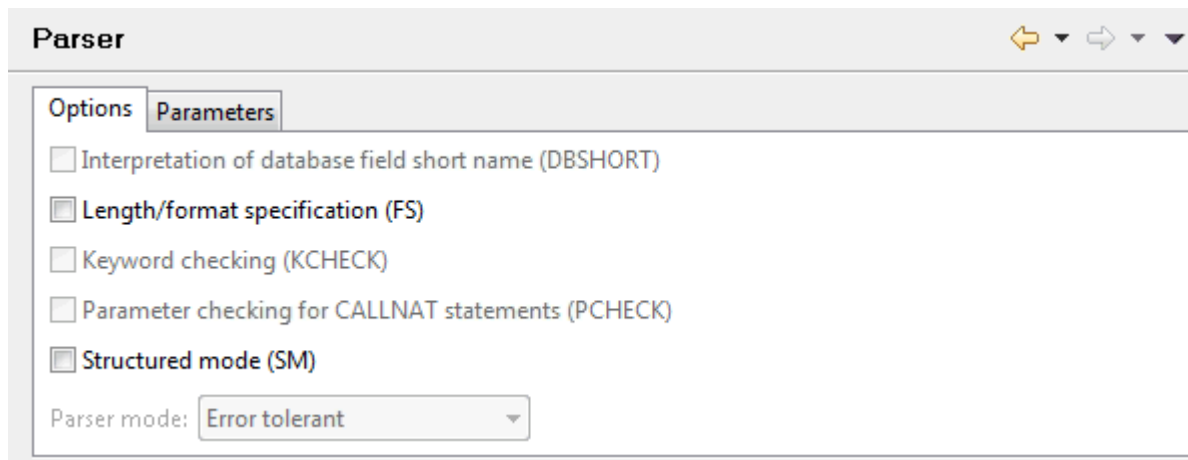 Parser
Options Parameters
Interpretation of database field short name (DBSHORT)
Length/format specification (FS)
Keyword checking (KCHECK)
Parameter checking for CALLNAT statements (PCHECK)
Structured mode (SM)
Parser mode: Error tolerant